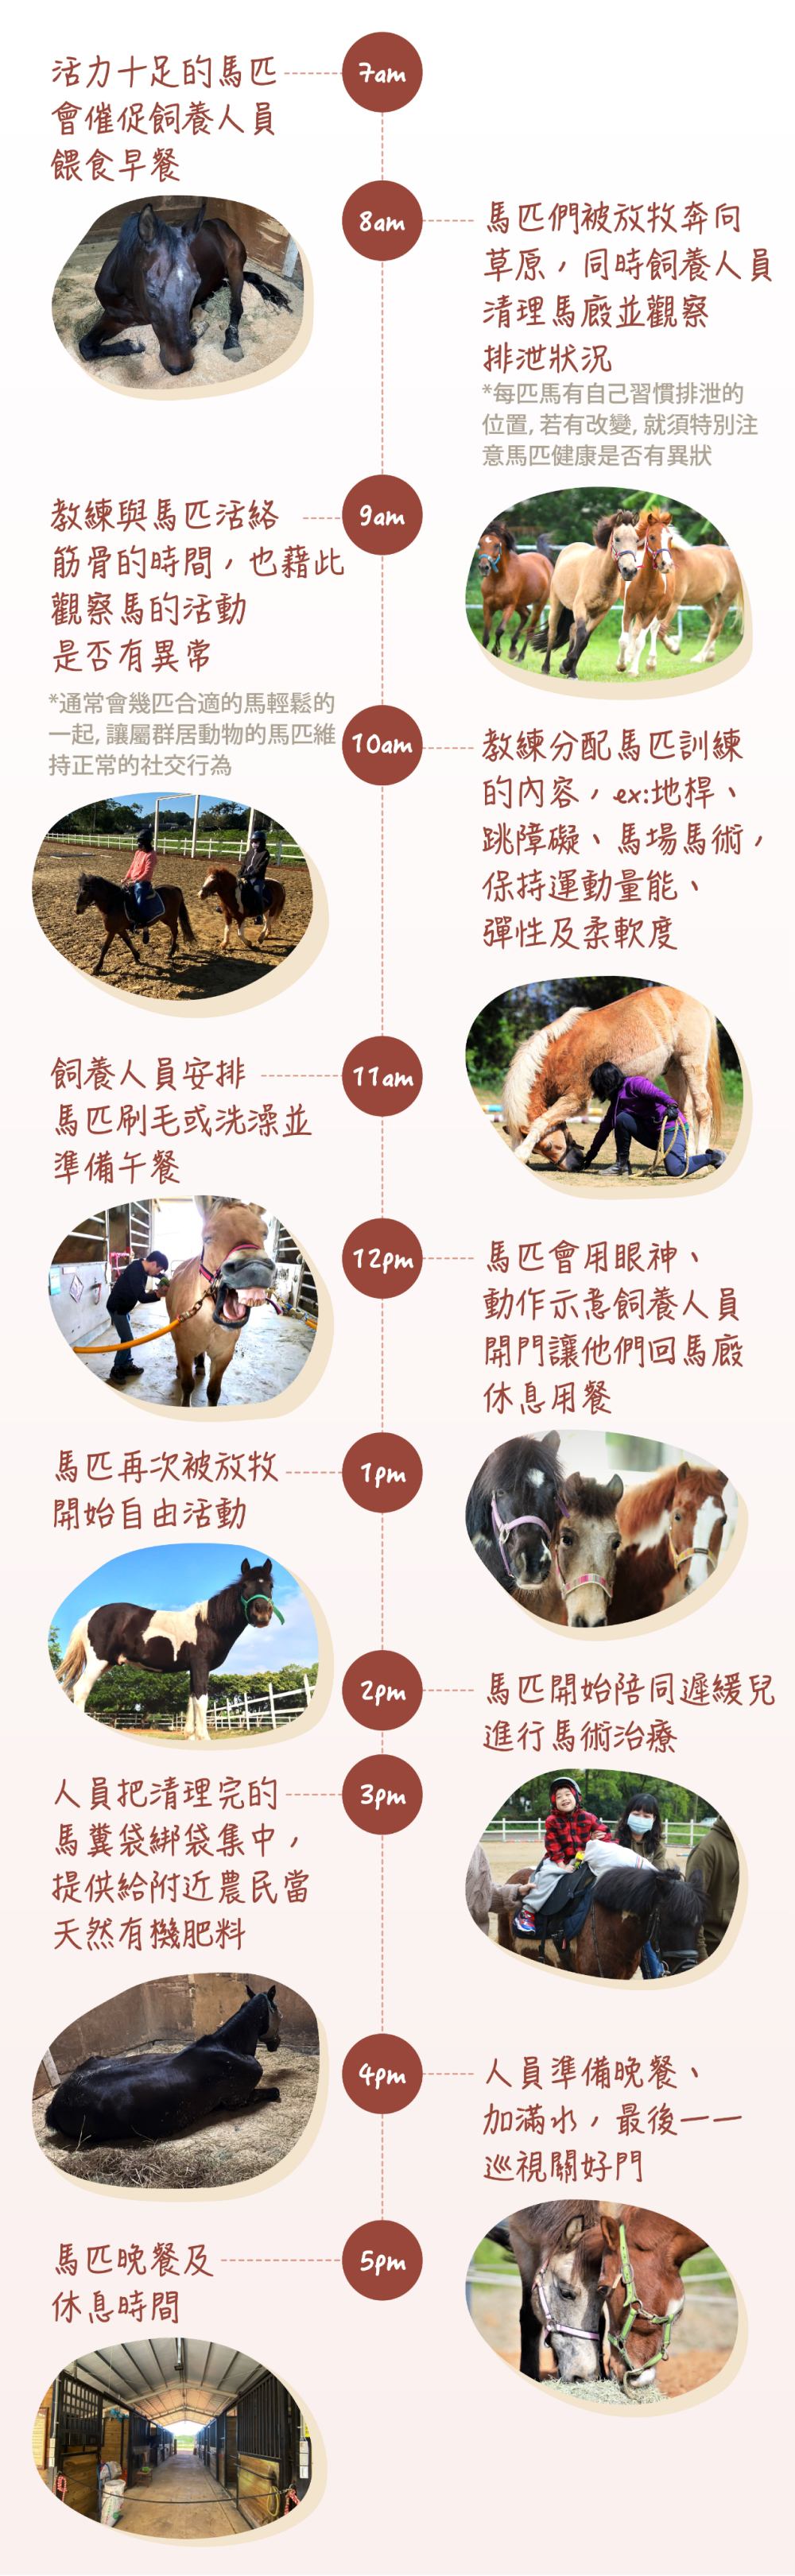 7am
活力十足的馬匹
會催促飼養人員
餵食早餐
8am
馬匹們被放牧奔向
草原，同時飼養人員
清理馬廄並觀察
排泄狀況
*每匹馬有自己習慣排泄的
位置, 若有改變, 就須特別注
意馬匹健康是否有異狀
9am
教練與馬匹活絡
筋骨的時間，也藉此
觀察馬的活動
是否有異常
*通常會幾匹合適的馬輕鬆的
一起, 讓屬群居動物的馬匹維
持正常的社交行為
10am
教練分配馬匹訓練
的內容，ex:地桿、
跳障礙、馬場馬術，
保持運動量能、
彈性及柔軟度
11am
飼養人員安排
馬匹刷毛或洗澡並
準備午餐
12pm
馬匹會用眼神、
動作示意飼養人員
開門讓他們回馬廄
休息用餐
1pm
馬匹再次被放牧
開始自由活動
2pm
馬匹開始陪同遲緩兒
進行馬術治療
3pm
人員把清理完的
馬糞袋綁袋集中，
提供給附近農民當
天然有機肥料
4pm
人員準備晚餐、
加滿水，最後一一
巡視關好門
5pm
馬匹晚餐及
休息時間